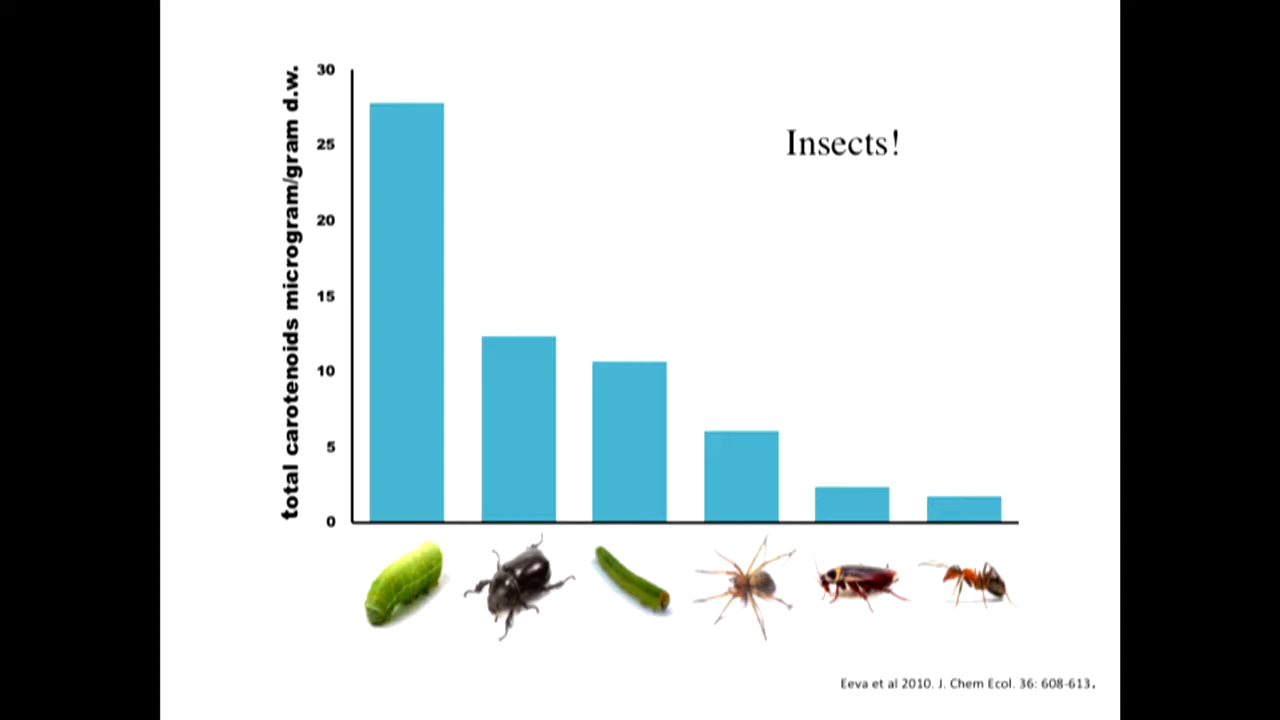 total carotenoids microgram/gram d.w.
30
25
20
15
10
5
0
Insects!
Eeva et al 2010. J. Chem Ecol. 36: 608-613.